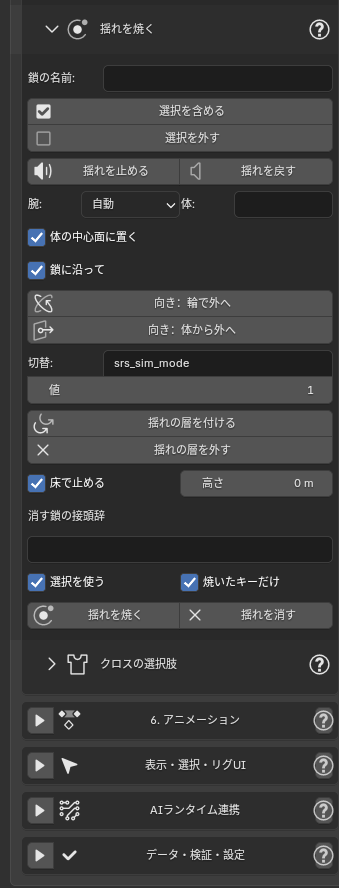 揺れを焼く
鎖の名前:
選択を含める
選択を外す
揺れを止める 揺れを戻す
腕: 自動 体:
体の中心面に置く
鎖に沿って
向き: 輪で外へ
向き: 体から外へ
切替: srs_sim_mode
値 1
揺れの層を付ける
揺れの層を外す
床で止める 高さ 0 m
消す鎖の接頭辞
選択を使う 焼いたキーだけ
揺れを焼く 揺れを消す
クロスの選択肢
6. アニメーション
表示・選択・リグUI
AIランタイム連携
データ・検証・設定